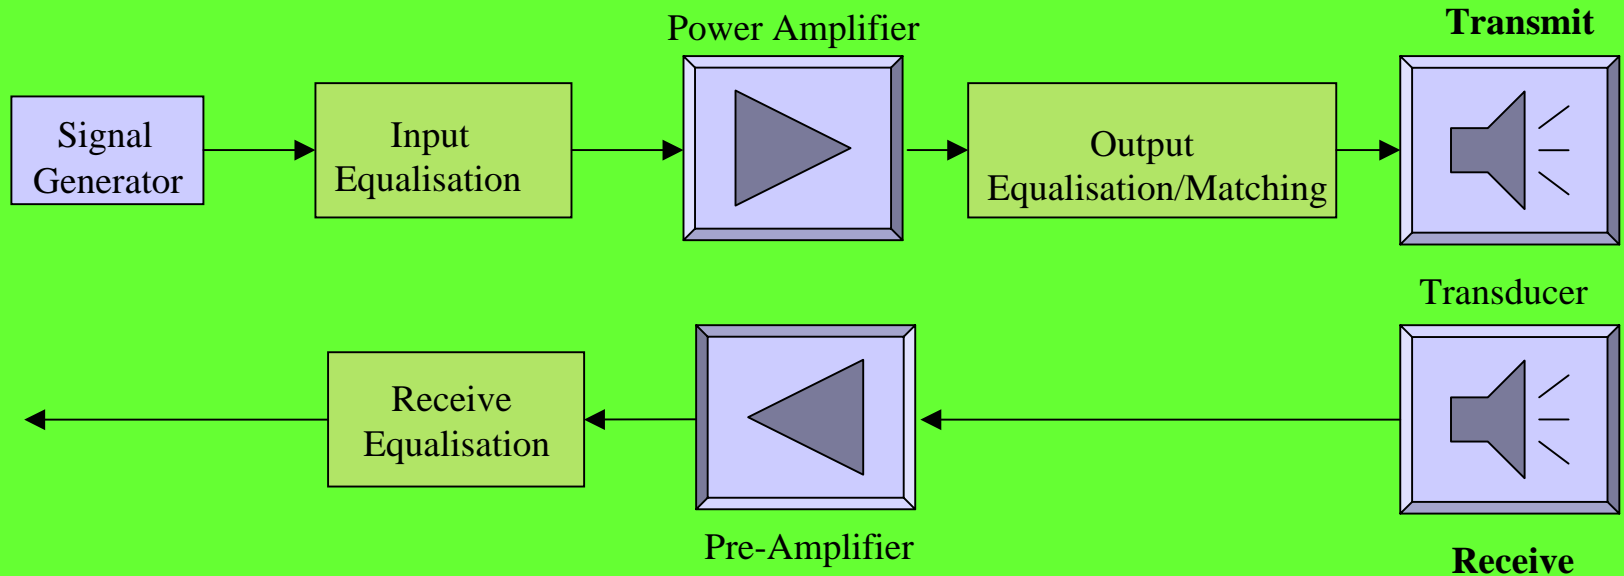 Power Amplifier
Transmit
Signal
Generator
Input
Equalisation
Output
Equalisation/Matching
Transducer
Receive
Equalisation
Pre-Amplifier
Receive